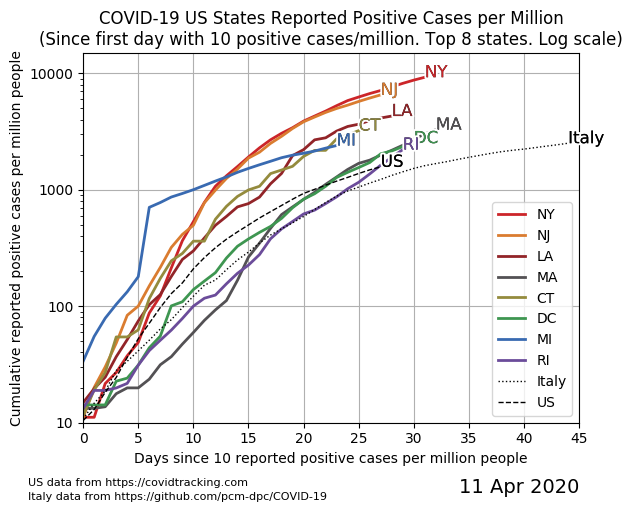 COVID-19 US States Reported Positive Cases per Million
(Since first day with 10 positive cases/million. Top 8 states. Log scale)
Cumulative reported positive cases per million people
10000
1000
100
10
NY
NJ
LA
CT
MA
MI
RI
DC
US
Italy
NY
NJ
LA
MA
CT
DC
MI
RI
Italy
US
0 5 10 15 20 25 30 35 40 45
Days since 10 reported positive cases per million people
US data from https://covidtracking.com
Italy data from https://github.com/pcm-dpc/COVID-19
11 Apr 2020